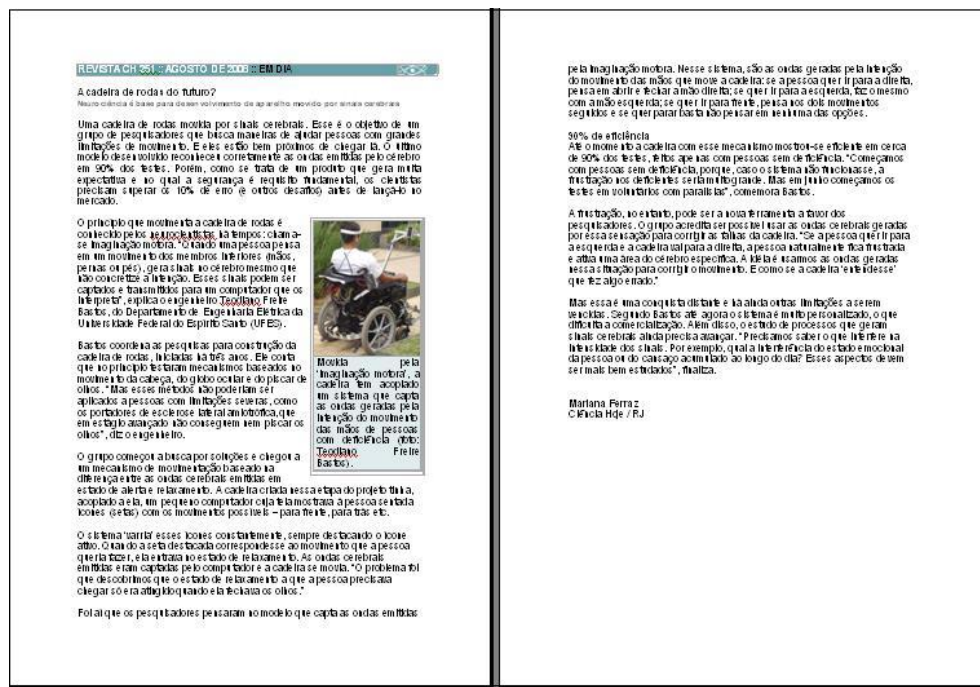 REVISTA CH 251 :: AGOSTO DE 2008 :: EM DIA
A cadeira de rodas do futuro?
Neurociência é base para desenvolvimento de aparelho movido por sinais cerebrais
Uma cadeira de rodas movida por sinais cerebrais. Esse é o objetivo de um
grupo de pesquisadores que busca maneiras de ajudar pessoas com grandes
limitações de movimento. E eles estão bem próximos de chegar lá. O último
modelo desenvolvido reconheceu corretamente as ondas emitidas pelo cérebro
em 90% dos testes. Porém, como se trata de um produto que gera muita
expectativa e no qual a segurança é requisito fundamental, os cientistas
precisam superar os 10% de erro (e outros desafios) antes de lançá-lo no
mercado.
O princípio que movimenta a cadeira de rodas é
conhecido pelos neurocientistas há tempos: chama-
se imaginação motora. "Quando uma pessoa pensa
em um movimento dos membros inferiores (mãos,
pernas ou pés), gera sinais no cérebro mesmo que
não concretize a intenção. Esses sinais podem ser
captados e transmitidos para um computador que os
interpreta", explica o engenheiro Teodiano Freire
Bastos, do Departamento de Engenharia Elétrica da
Universidade Federal do Espírito Santo (UFES).
Bastos coordena as pesquisas para construção da
cadeira de rodas, iniciadas há três anos. Ele conta
que no princípio testaram mecanismos baseados no
movimento da cabeça, do globo ocular e do piscar de
olhos. "Mas esses métodos não poderiam ser
aplicados a pessoas com limitações severas, como
os portadores de esclerose lateral amiotrófica, que
em estágio avançado não conseguem nem piscar os
olhos", diz o engenheiro.
O grupo começou a busca por soluções e chegou a
um mecanismo de movimentação baseado na
diferença entre as ondas cerebrais emitidas em
estado de alerta e relaxamento. A cadeira criada nessa etapa do projeto tinha,
acoplado a ela, um pequeno computador cuja tela mostrava à pessoa sentada
ícones (setas) com os movimentos possíveis – para frente, para trás etc.
O sistema 'varria' esses ícones constantemente, sempre destacando o ícone
ativo. Quando a seta destacada correspondesse ao movimento que a pessoa
queria fazer, ela entrava no estado de relaxamento. As ondas cerebrais
emitidas eram captadas pelo computador e a cadeira se movia. "O problema foi
que descobrimos que o estado de relaxamento a que a pessoa precisava
chegar só era atingido quando ela fechava os olhos."
Foi aí que os pesquisadores pensaram no modelo que capta as ondas emitidas
Movida pela
'imaginação motora', a
cadeira tem acoplado
um sistema que capta
as ondas geradas pela
intenção do movimento
das mãos de pessoas
com deficiência (foto:
Teodiano Freire
Bastos).
pela imaginação motora. Nesse sistema, são as ondas geradas pela intenção
do movimento das mãos que move a cadeira: se a pessoa quer ir para a direita,
pensa em abrir e fechar a mão direita; se quer ir para a esquerda, faz o mesmo
com a mão esquerda; se quer ir para frente, pensa nos dois movimentos
seguidos e se quer parar basta não pensar em nenhuma das opções.
90% de eficiência
Até o momento a cadeira com esse mecanismo mostrou-se eficiente em cerca
de 90% dos testes, feitos apenas com pessoas sem deficiência. "Começamos
com pessoas sem deficiência, porque, caso o sistema não funcionasse, a
frustração nos deficientes seria muito grande. Mas em junho começamos os
testes em voluntários com paralisia", comemora Bastos.
A frustração, no entanto, pode ser a nova ferramenta a favor dos
pesquisadores. O grupo acredita ser possível usar as ondas cerebrais geradas
por essa sensação para corrigir as falhas da cadeira. "Se a pessoa quer ir para
a esquerda e a cadeira vai para a direita, a pessoa naturalmente fica frustrada
e ativa uma área do cérebro específica. A idéia é usarmos as ondas geradas
nessa situação para corrigir o movimento. É como se a cadeira 'entendesse'
que fez algo errado."
Mas essa é uma conquista distante e há ainda outras limitações a serem
vencidas. Segundo Bastos até agora o sistema é muito personalizado, o que
dificulta a comercialização. Além disso, o estudo de processos que geram
sinais cerebrais ainda precisa avançar. "Precisamos saber o que interfere na
intensidade dos sinais. Por exemplo, qual a interferência do estado emocional
da pessoa ou do cansaço acumulado ao longo do dia? Esses aspectos devem
ser mais bem estudados", finaliza.
Mariana Ferraz
Ciência Hoje / RJ